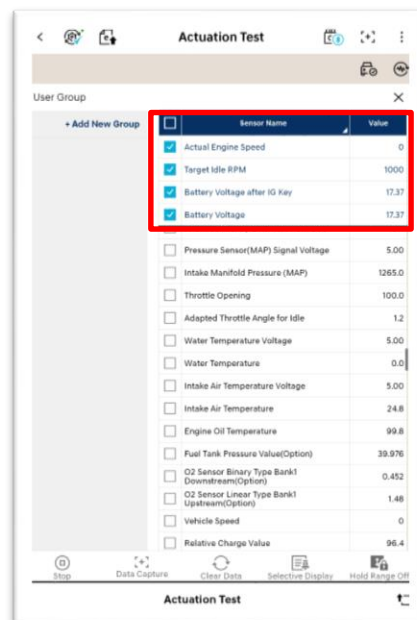 Actuation Test
User Group
+ Add New Group
Sensor Name Value
Actual Engine Speed 0
Target Idle RPM 1000
Battery Voltage after IG Key 17.37
Battery Voltage 17.37
Pressure Sensor(MAP) Signal Voltage 5.00
Intake Manifold Pressure (MAP) 1265.0
Throttle Opening 100.0
Adapted Throttle Angle for Idle 1.2
Water Temperature Voltage 5.00
Water Temperature 0.0
Intake Air Temperature Voltage 5.00
Intake Air Temperature 24.8
Engine Oil Temperature 99.8
Fuel Tank Pressure Value(Option) 39.976
O2 Sensor Binary Type Bank1
Downstream(Option) 0.452
O2 Sensor Linear Type Bank1
Upstream(Option) 1.48
Vehicle Speed 0
Relative Charge Value 96.4
Stop Data Capture Clear Data Selective Display Hold Range Off
Actuation Test